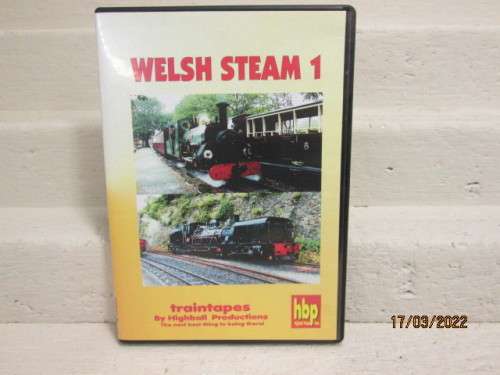 WELSH STEAM 1
traintapes
By Highball Productions
The next best thing to being there!
hbp
17/03/2022